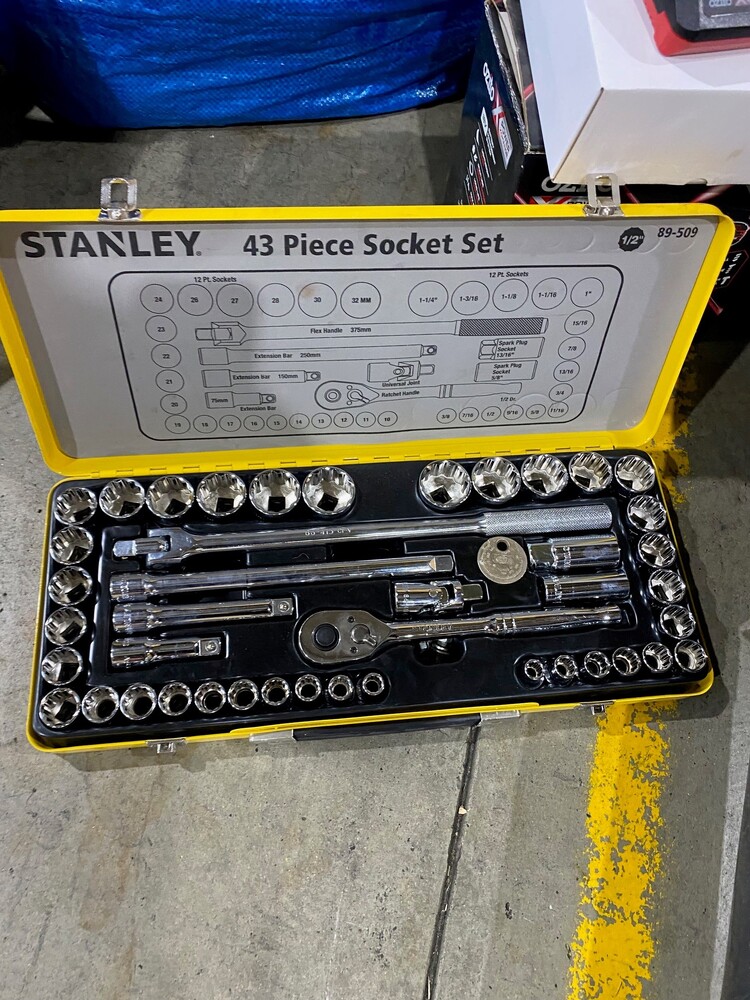 OZITO
OZITO
STANLEY. 43 Piece Socket Set 1/2" 89-509
12 Pt. Sockets 12 Pt. Sockets
24 26 27 28 30 32 MM 1-1/4" 1-3/16 1-1/8 1-1/16 1"
23 Flex Handle 375mm 15/16
22 Extension Bar 250mm Spark Plug Socket 13/16" 7/8
21 Extension Bar 150mm Universal Joint Spark Plug Socket 5/8" 13/16
20 75mm Extension Bar Ratchet Handle 1/2 Dr. 3/4
19 18 17 16 15 14 13 12 11 10 3/8 7/16 1/2 9/16 5/8 11/16